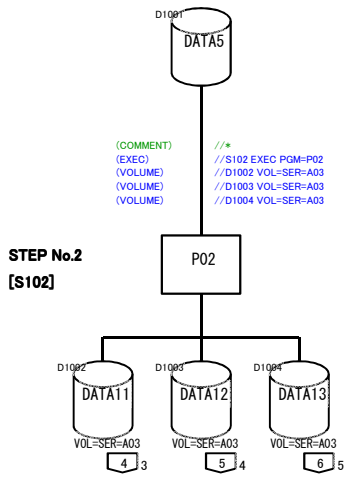 D1001
DATA5
(COMMENT) //*
(EXEC) //S102 EXEC PGM=P02
(VOLUME) //D1002 VOL=SER=A03
(VOLUME) //D1003 VOL=SER=A03
(VOLUME) //D1004 VOL=SER=A03
STEP No.2
[S102]
P02
D1002 D1003 D1004
DATA11 DATA12 DATA13
VOL=SER=A03 VOL=SER=A03 VOL=SER=A03
4 3 5 4 6 5